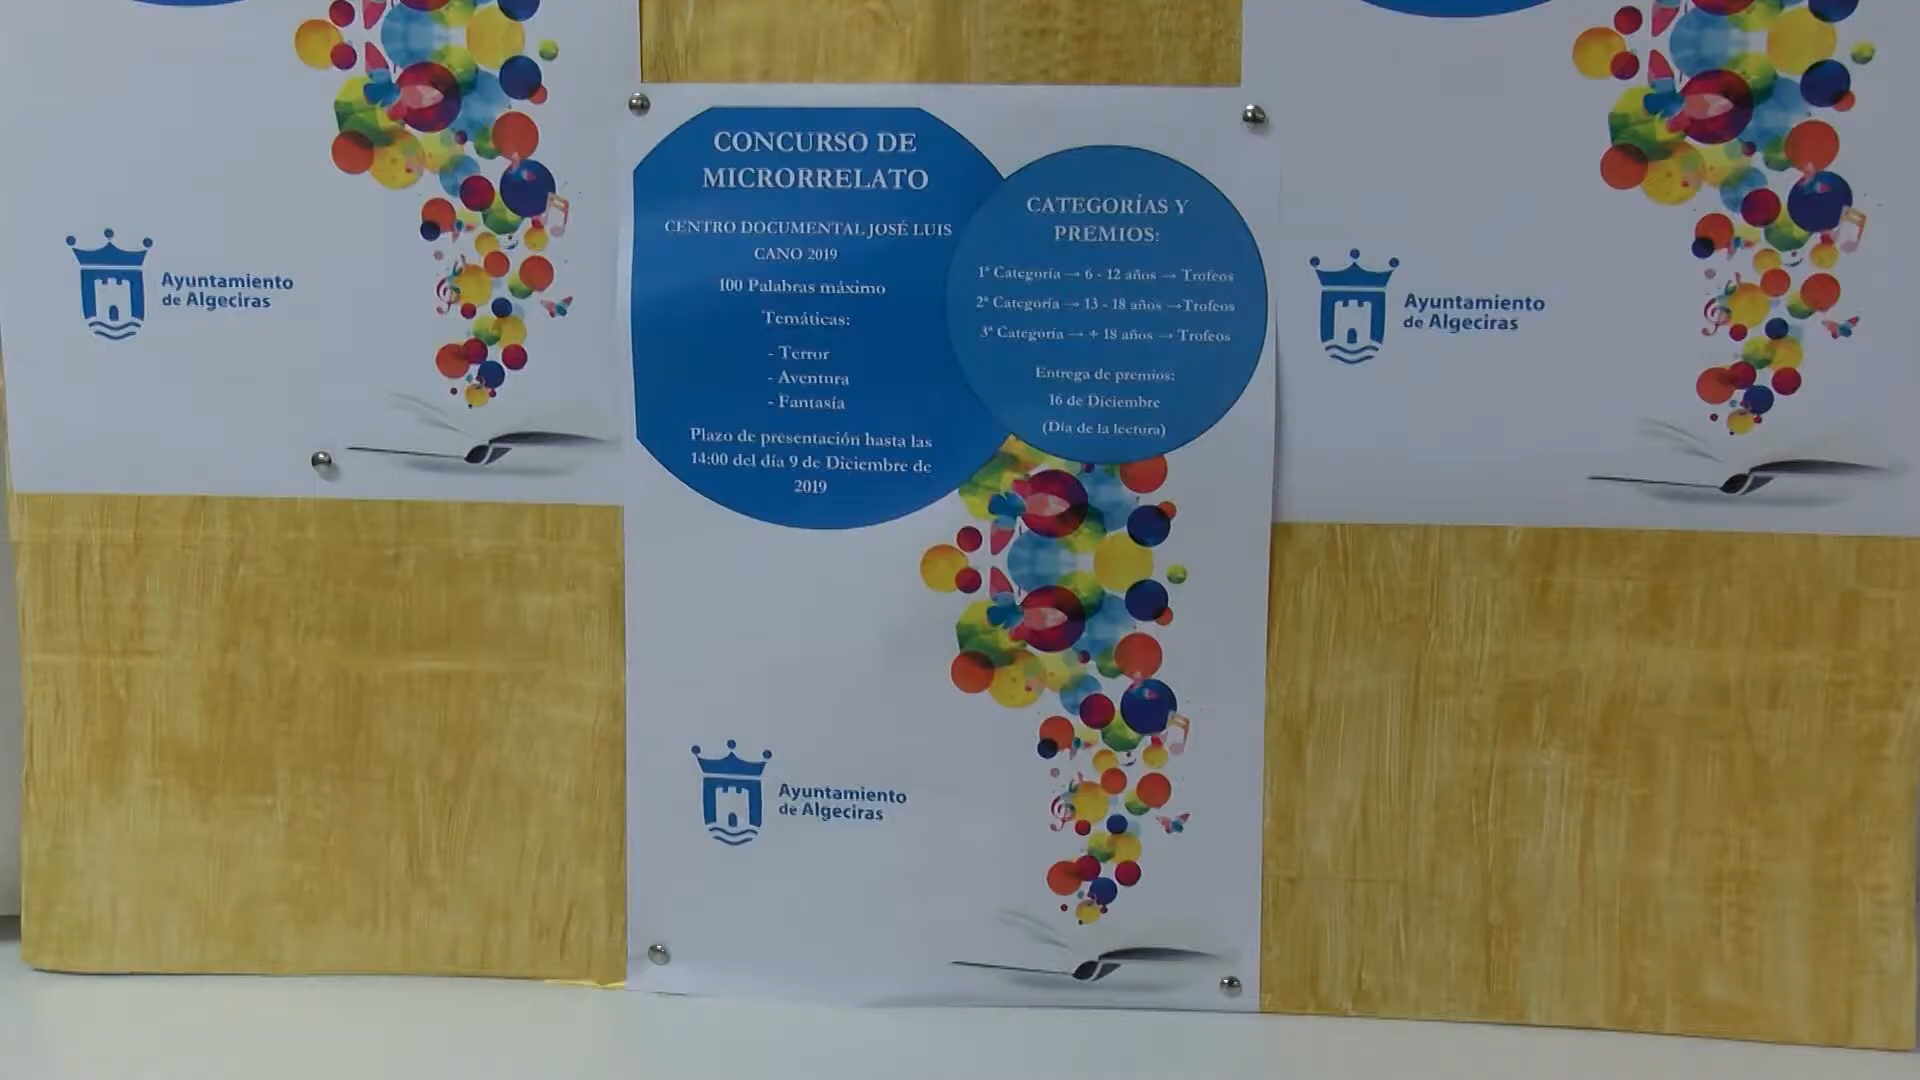 CONCURSO DE
MICRORRELATO
CENTRO DOCUMENTAL JOSÉ LUIS
CANO 2019
100 Palabras máximo
Temáticas:
- Terror
- Aventura
- Fantasía
Plazo de presentación hasta las
14:00 del día 9 de Diciembre de
2019
CATEGORÍAS Y
PREMIOS:
1ª Categoría → 6 - 12 años → Trofeos
2ª Categoría → 13 - 18 años → Trofeos
3ª Categoría → + 18 años → Trofeos
Entrega de premios:
16 de Diciembre
(Día de la lectura)
Ayuntamiento
de Algeciras
Ayuntamiento
de Algeciras
Ayuntamiento
de Algeciras